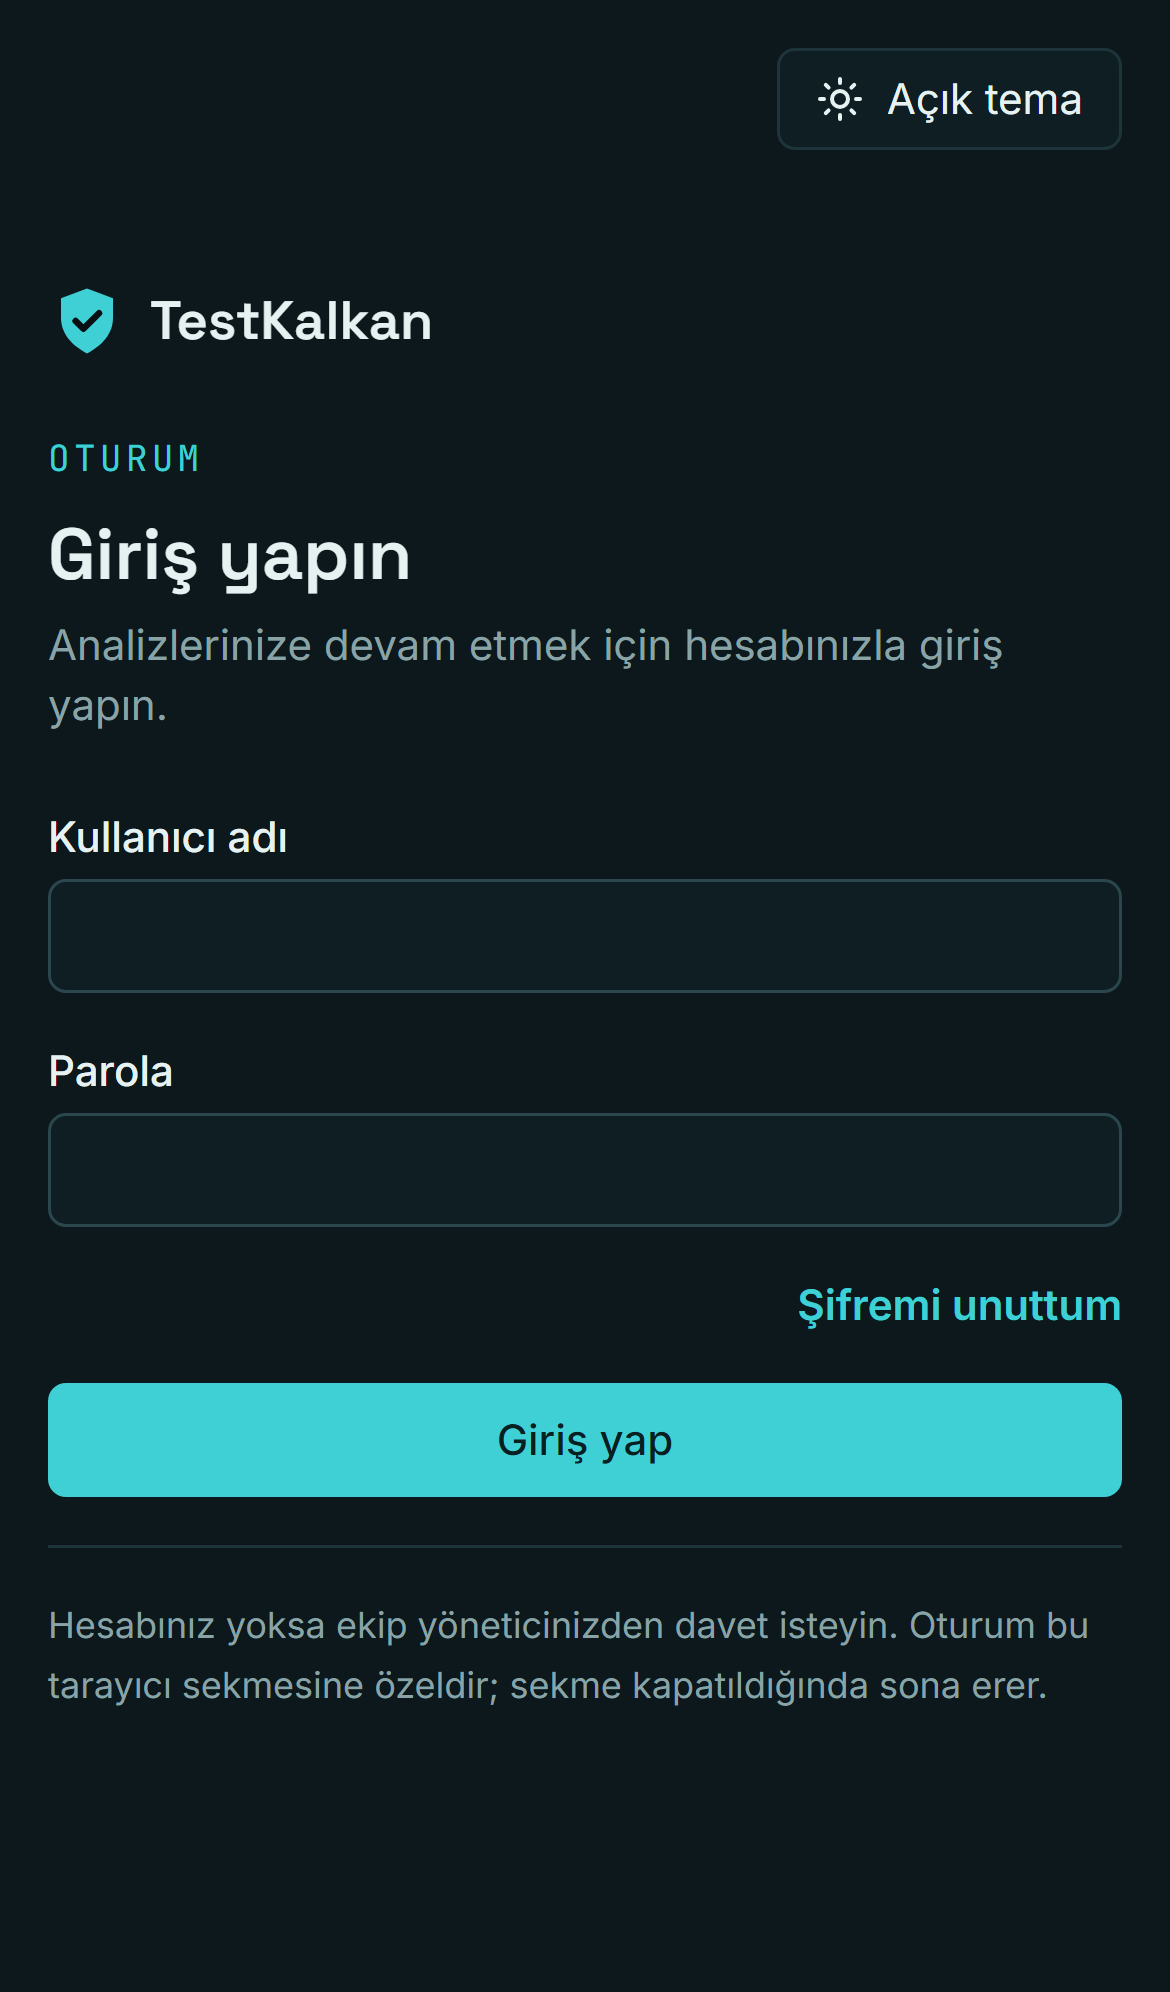 Açık tema
TestKalkan
OTURUM
Giriş yapın
Analizlerinize devam etmek için hesabınızla giriş
yapın.
Kullanıcı adı
Parola
Şifremi unuttum
Giriş yap
Hesabınız yoksa ekip yöneticinizden davet isteyin. Oturum bu
tarayıcı sekmesine özeldir; sekme kapatıldığında sona erer.